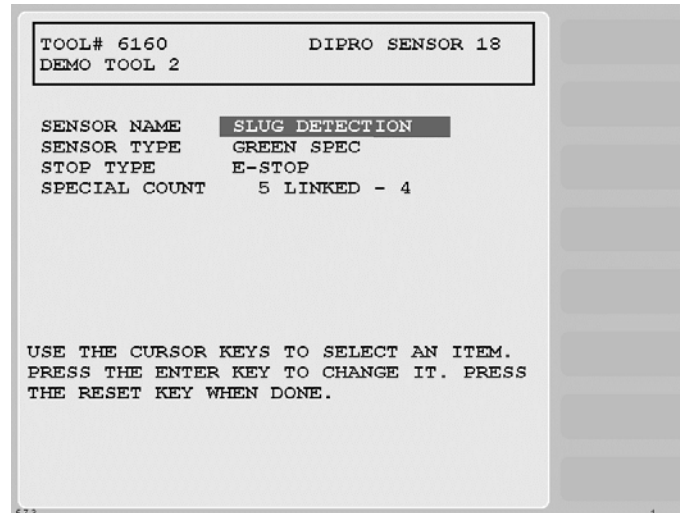 TOOL# 6160 DIPRO SENSOR 18
DEMO TOOL 2
SENSOR NAME SLUG DETECTION
SENSOR TYPE GREEN SPEC
STOP TYPE E-STOP
SPECIAL COUNT 5 LINKED - 4
USE THE CURSOR KEYS TO SELECT AN ITEM.
PRESS THE ENTER KEY TO CHANGE IT. PRESS
THE RESET KEY WHEN DONE.